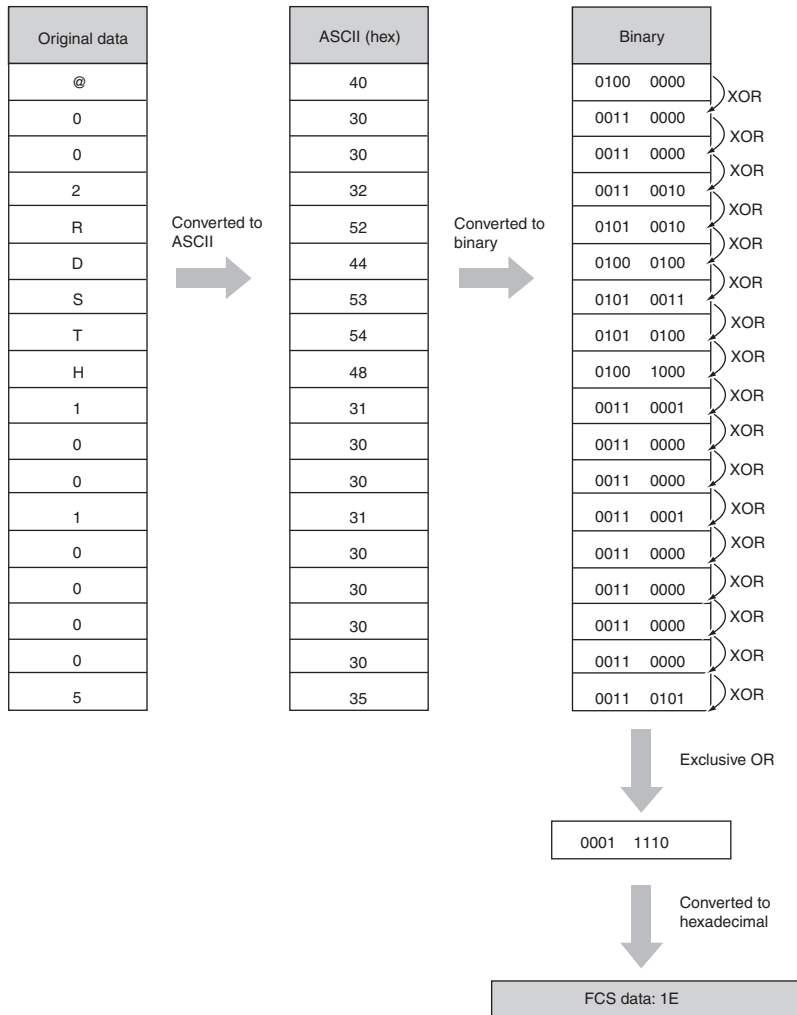 Original data ASCII (hex) Binary
@ 40 0100 0000
XOR
0 30 0011 0000
XOR
0 30 0011 0000
XOR
2 32 0011 0010
XOR
R 52 0101 0010
XOR
D 44 0100 0100
XOR
S 53 0101 0011
XOR
T 54 0101 0100
XOR
H 48 0100 1000
XOR
1 31 0011 0001
XOR
0 30 0011 0000
XOR
0 30 0011 0000
XOR
1 31 0011 0001
XOR
0 30 0011 0000
XOR
0 30 0011 0000
XOR
0 30 0011 0000
XOR
0 30 0011 0000
XOR
5 35 0011 0101
Converted to
ASCII
Converted to
binary
Exclusive OR
0001 1110
Converted to
hexadecimal
FCS data: 1E